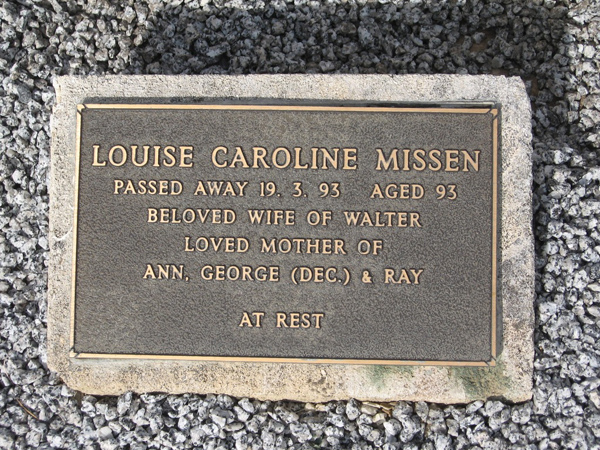 LOUISE CAROLINE MISSEN
PASSED AWAY 19. 3. 93 AGED 93
BELOVED WIFE OF WALTER
LOVED MOTHER OF
ANN, GEORGE (DEC.) & RAY
AT REST